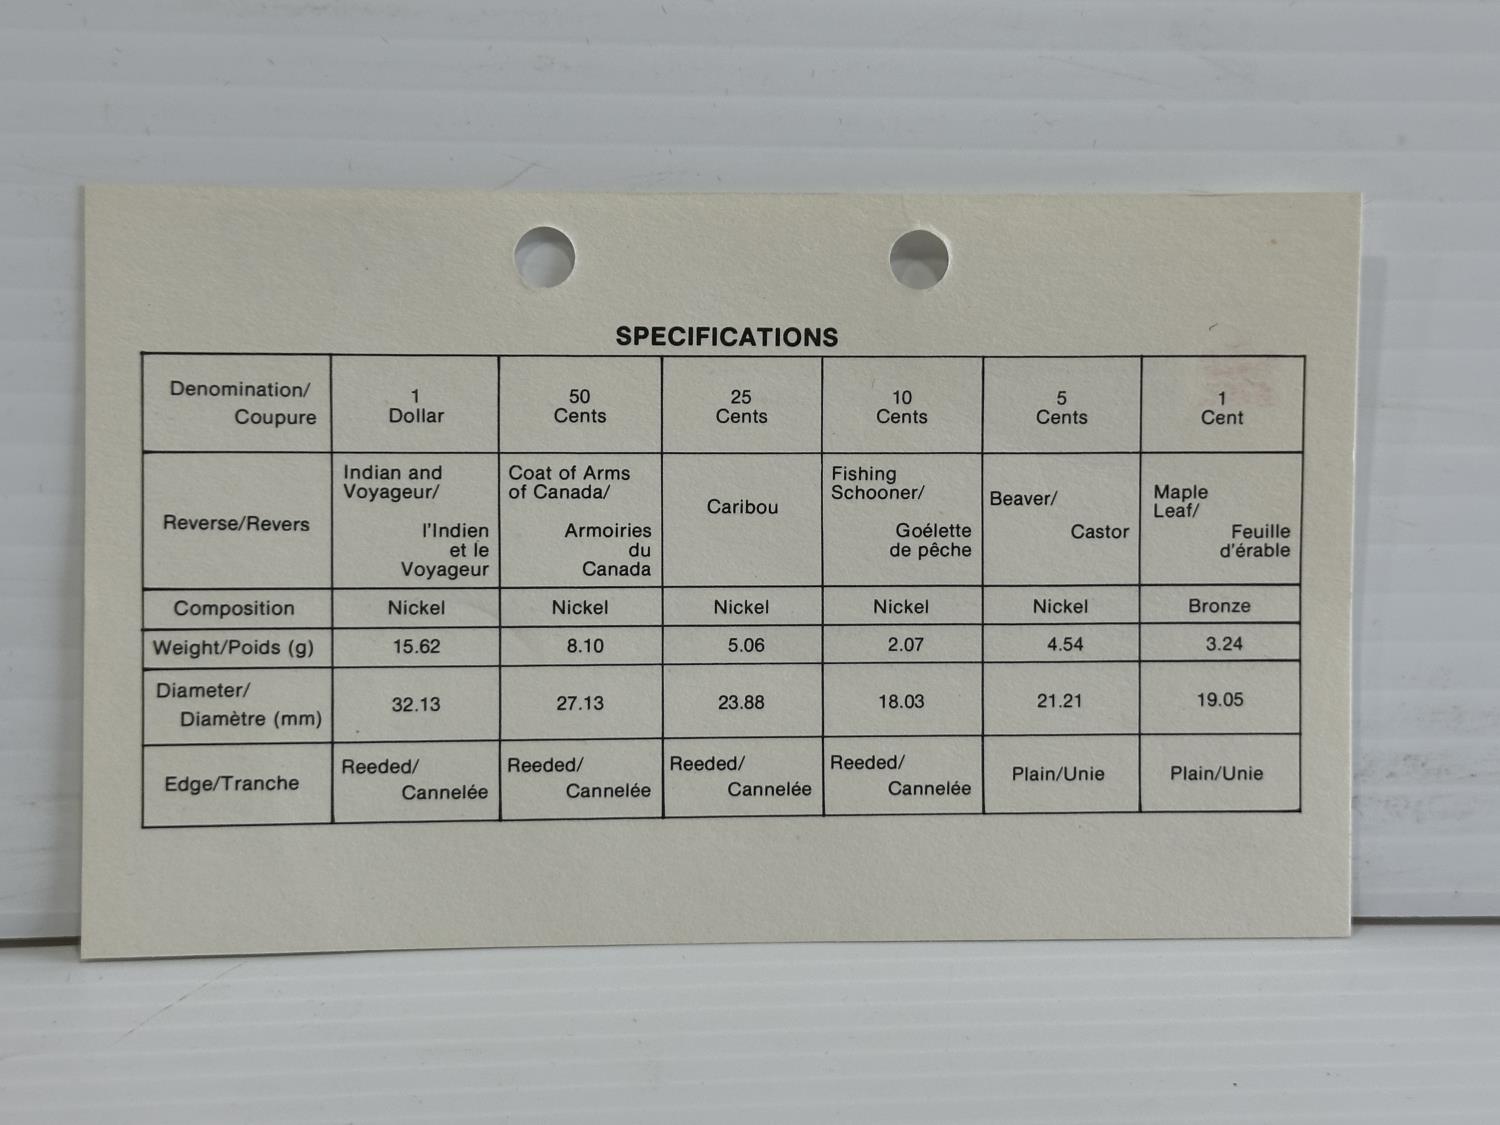 SPECIFICATIONS
Denomination/
Coupure
1
Dollar
50
Cents
25
Cents
10
Cents
5
Cents
1
Cent
Reverse/Revers
Indian and
Voyageur/
l'Indien
et le
Voyageur
Coat of Arms
of Canada/
Armoiries
du
Canada
Caribou
Fishing
Schooner/
Goélette
de pêche
Beaver/
Castor
Maple
Leaf/
Feuille
d'érable
Composition
Nickel
Nickel
Nickel
Nickel
Nickel
Bronze
Weight/Poids (g)
15.62
8.10
5.06
2.07
4.54
3.24
Diameter/
Diamètre (mm)
32.13
27.13
23.88
18.03
21.21
19.05
Edge/Tranche
Reeded/
Cannelée
Reeded/
Cannelée
Reeded/
Cannelée
Reeded/
Cannelée
Plain/Unie
Plain/Unie